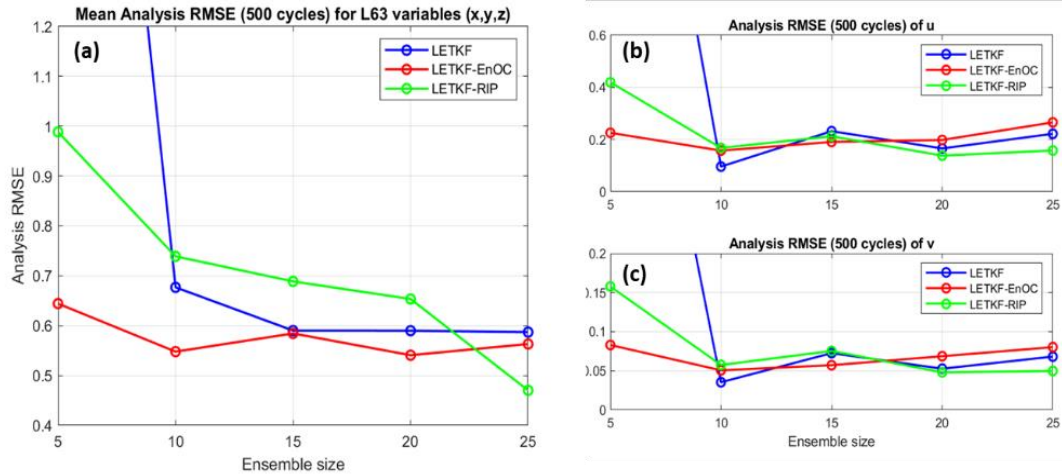 Mean Analysis RMSE (500 cycles) for L63 variables (x,y,z)
(a)
LETKF
LETKF-EnOC
LETKF-RIP
1.2
1.1
1
0.9
0.8
0.7
0.6
0.5
0.4
Analysis RMSE
5 10 15 20 25
Ensemble size
Analysis RMSE (500 cycles) of u
(b)
LETKF
LETKF-EnOC
LETKF-RIP
0.6
0.4
0.2
0
5 10 15 20 25
Analysis RMSE (500 cycles) of v
(c)
LETKF
LETKF-EnOC
LETKF-RIP
0.2
0.15
0.1
0.05
0
5 10 15 20 25
Ensemble size